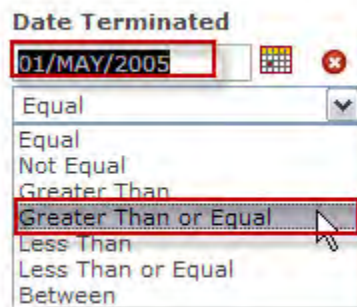 Date Terminated
01/MAY/2005
Equal
Equal
Not Equal
Greater Than
Greater Than or Equal
Less Than
Less Than or Equal
Between